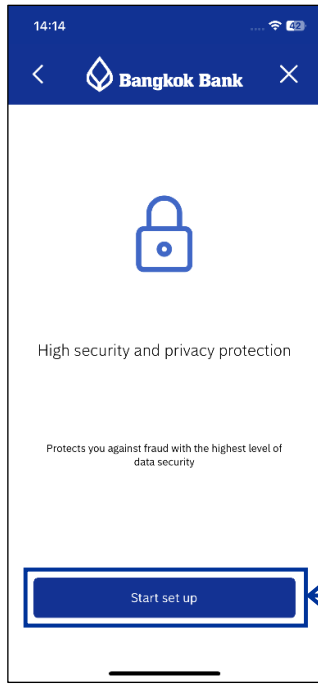 14:14
42
Bangkok Bank
High security and privacy protection
Protects you against fraud with the highest level of
data security
Start set up